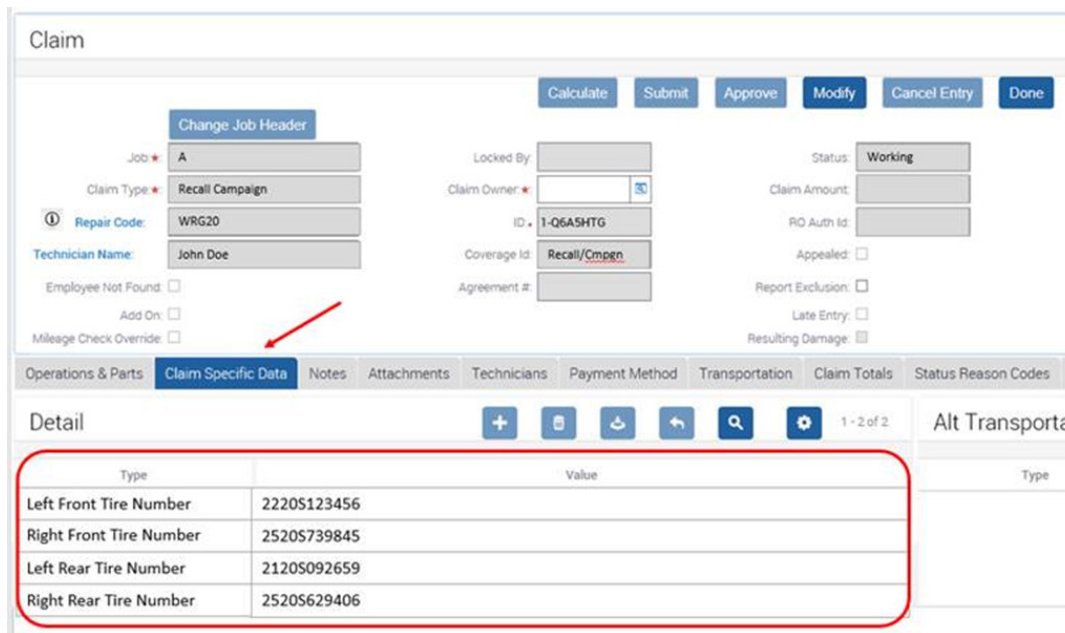 Claim
Calculate Submit Approve Modify Cancel Entry Done
Change Job Header
Job:★: A Locked By: Status: Working
Claim Type:★: Recall Campaign Claim Owner:★: Claim Amount:
Repair Code: WRG20 ID:★ 1-Q6A5HTG RO Auth Id:
Technician Name: John Doe Coverage Id: Recall/Cmpgn Appealed:
Employee Not Found: Agreement #: Report Exclusion:
Add On: Late Entry:
Mileage Check Override: Resulting Damage:
Operations & Parts Claim Specific Data Notes Attachments Technicians Payment Method Transportation Claim Totals Status Reason Codes
Detail 1 - 2 of 2 Alt Transporta
Type Value Type
Left Front Tire Number 2220S123456
Right Front Tire Number 2520S739845
Left Rear Tire Number 2120S092659
Right Rear Tire Number 2520S629406